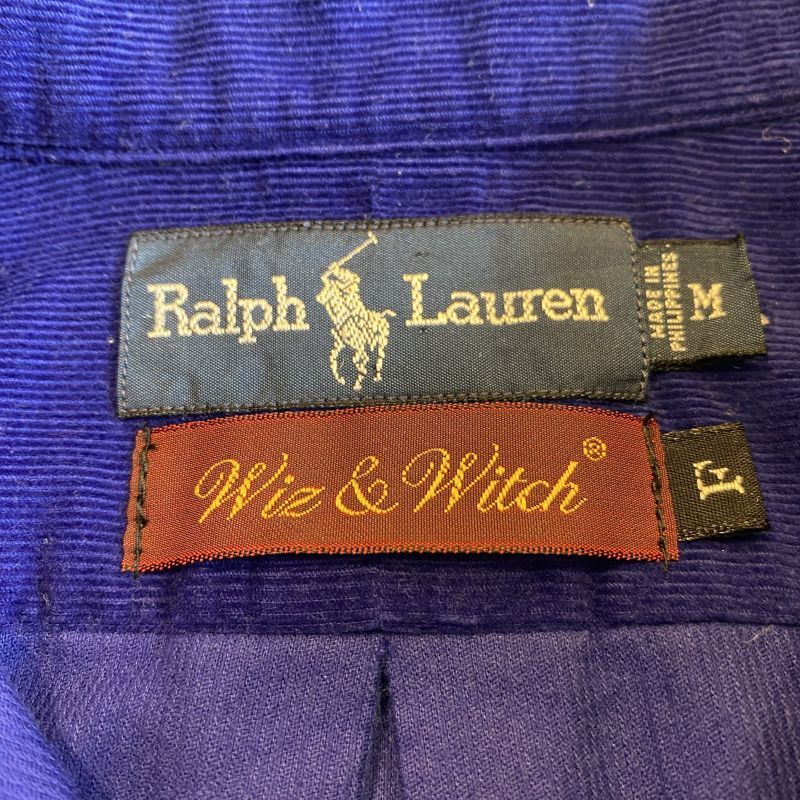 Ralph Lauren
MADE IN
PHILIPPINES
M
Wiz & Witch®
F